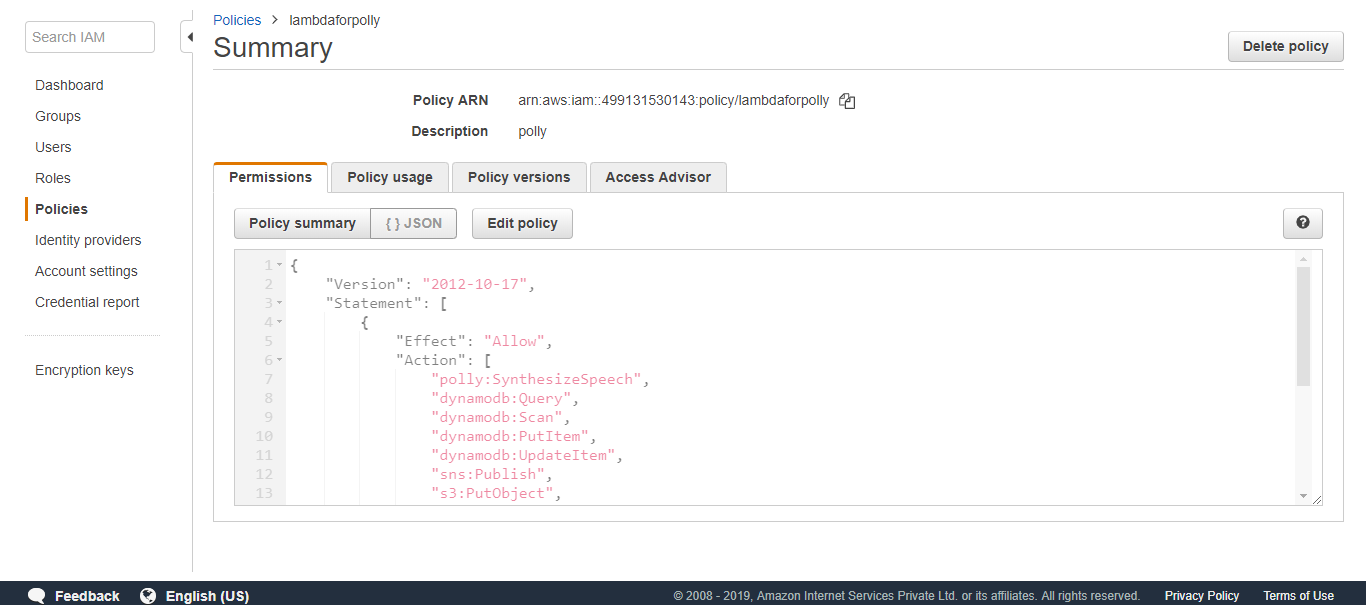 Search IAM
Dashboard
Groups
Users
Roles
Policies
Identity providers
Account settings
Credential report
Encryption keys
Policies > lambdaforpolly
Summary
Delete policy
Policy ARN arn:aws:iam::499131530143:policy/lambdaforpolly
Description polly
Permissions Policy usage Policy versions Access Advisor
Policy summary { } JSON Edit policy ?
1 {
2 "Version": "2012-10-17",
3 "Statement": [
4 {
5 "Effect": "Allow",
6 "Action": [
7 "polly:SynthesizeSpeech",
8 "dynamodb:Query",
9 "dynamodb:Scan",
10 "dynamodb:PutItem",
11 "dynamodb:UpdateItem",
12 "sns:Publish",
13 "s3:PutObject",
Feedback English (US) © 2008 - 2019, Amazon Internet Services Private Ltd. or its affiliates. All rights reserved. Privacy Policy Terms of Use